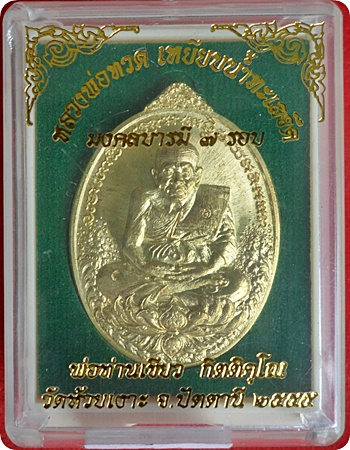 หลวงพ่อทวด เหยียบน้ำทะเลจืด
มงคลบารมี ๗ รอบ
พ่อท่านเขียว กิตติคุโณ
วัดห้วยเงาะ จ.ปัตตานี ๒๕๕๕